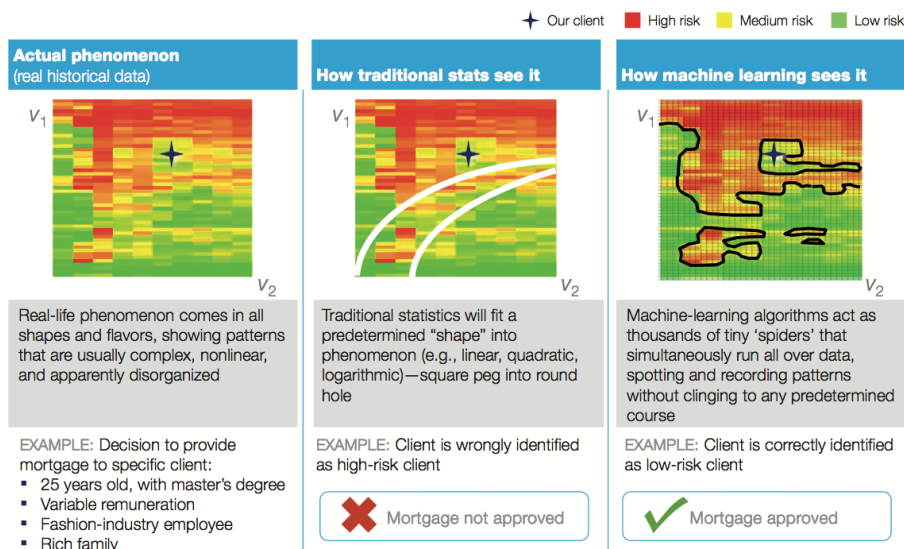 Our client High risk Medium risk Low risk
Actual phenomenon
(real historical data)
V1
V2
Real-life phenomenon comes in all
shapes and flavors, showing patterns
that are usually complex, nonlinear,
and apparently disorganized
EXAMPLE: Decision to provide
mortgage to specific client:
▪ 25 years old, with master's degree
▪ Variable remuneration
▪ Fashion-industry employee
▪ Rich family
How traditional stats see it
V1
V2
Traditional statistics will fit a
predetermined “shape” into
phenomenon (e.g., linear, quadratic,
logarithmic)—square peg into round
hole
EXAMPLE: Client is wrongly identified
as high-risk client
Mortgage not approved
How machine learning sees it
V1
V2
Machine-learning algorithms act as
thousands of tiny ‘spiders’ that
simultaneously run all over data,
spotting and recording patterns
without clinging to any predetermined
course
EXAMPLE: Client is correctly identified
as low-risk client
Mortgage approved